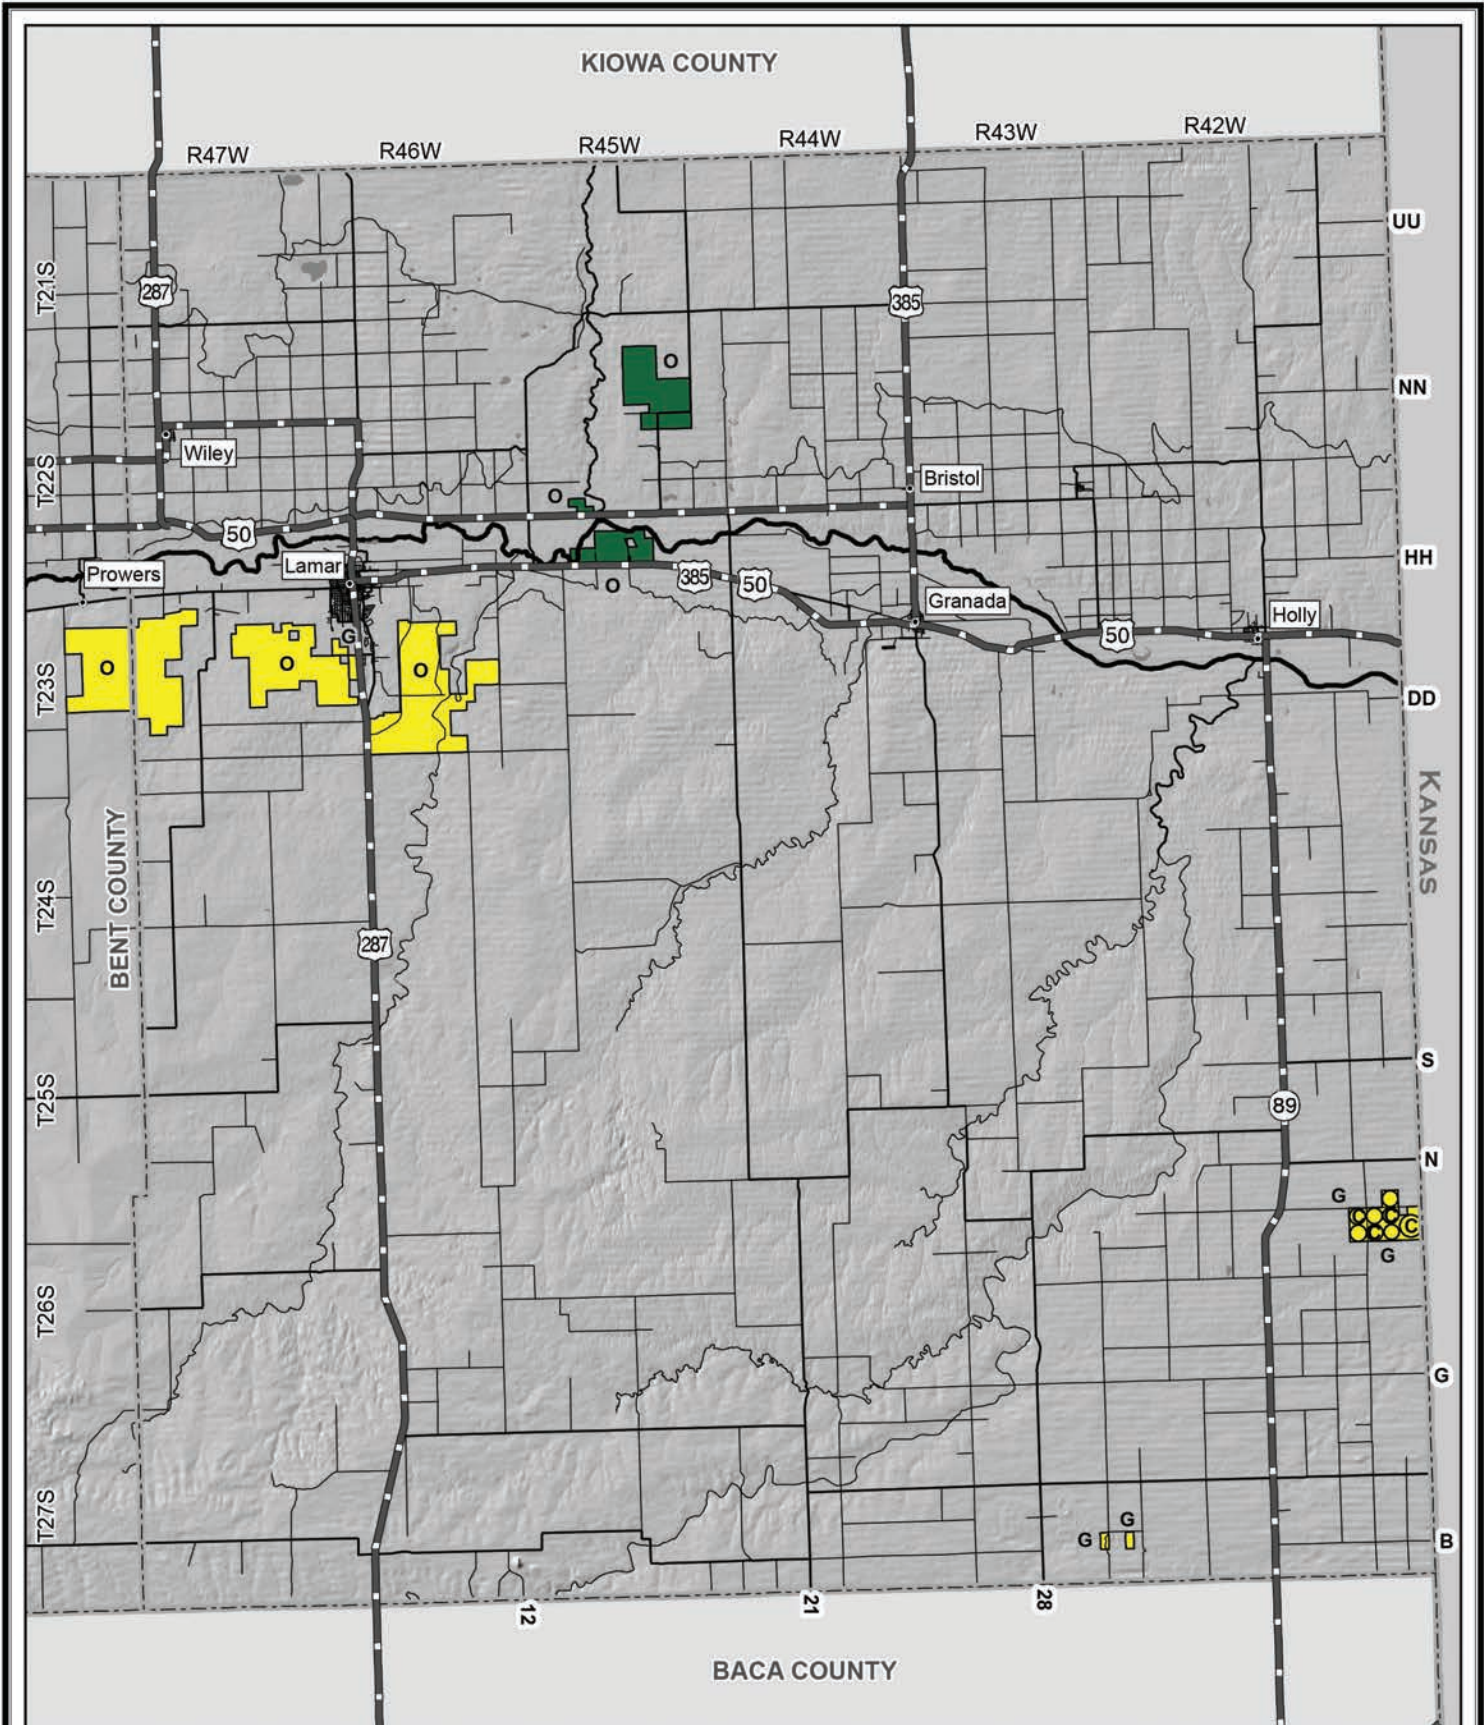 KIOWA COUNTY
R47W
R46W
R45W
R44W
R43W
R42W
UU
T21S
287
385
O
NN
Wiley
T22S
O
Bristol
50
HH
Lamar
Prowers
385
50
O
Granada
Holly
50
G
O
O
O
T23S
DD
KANSAS
BENT COUNTY
T24S
287
S
T25S
89
N
G
C
G
T26S
G
T27S
G
G
B
12
21
28
BACA COUNTY